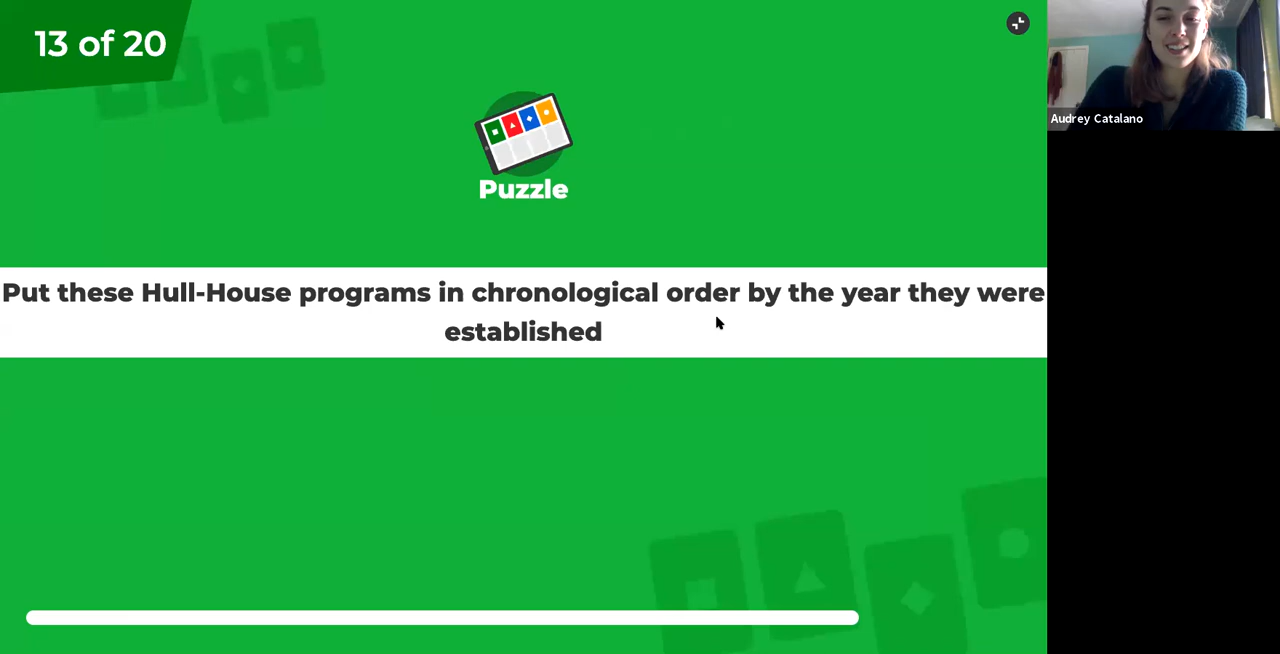 13 of 20
Puzzle
Put these Hull-House programs in chronological order by the year they were
established
Audrey Catalano